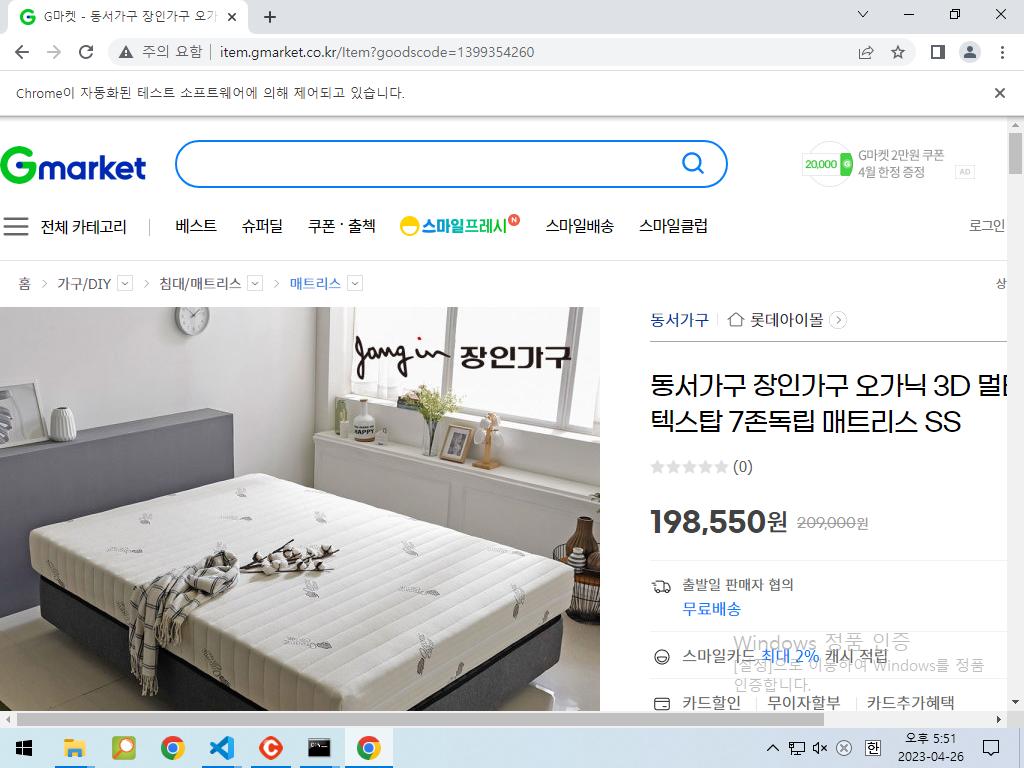 G마켓 - 동서가구 장인가구 오가
주의 요함
item.gmarket.co.kr/Item?goodscode=1399354260
Chrome이 자동화된 테스트 소프트웨어에 의해 제어되고 있습니다.
Gmarket
20,000
G마켓 2만원 쿠폰
4월 한정 증정
AD
전체 카테고리
베스트
슈퍼딜
쿠폰·출첵
스마일프레시 N
스마일배송
스마일클럽
로그인
홈 > 가구/DIY > 침대/매트리스 > 매트리스
상
Jangin 장인가구
HAPPY
동서가구
롯데아이몰
동서가구 장인가구 오가닉 3D 멀티
텍스탑 7존독립 매트리스 SS
(0)
198,550원 209,000원
출발일 판매자 협의
무료배송
스마일카드 최대 2% 캐시 적립
Windows 정품 인증
[설정]으로 이동하여 Windows를 정품
인증합니다.
카드할인
무이자할부
카드추가혜택
한
오후 5:51
2023-04-26